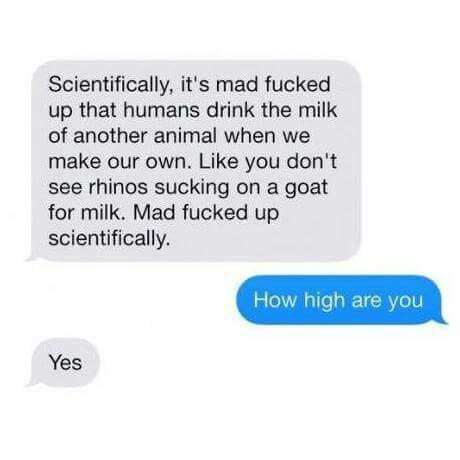 Scientifically, it's mad fucked
up that humans drink the milk
of another animal when we
make our own. Like you don't
see rhinos sucking on a goat
for milk. Mad fucked up
scientifically.
How high are you
Yes